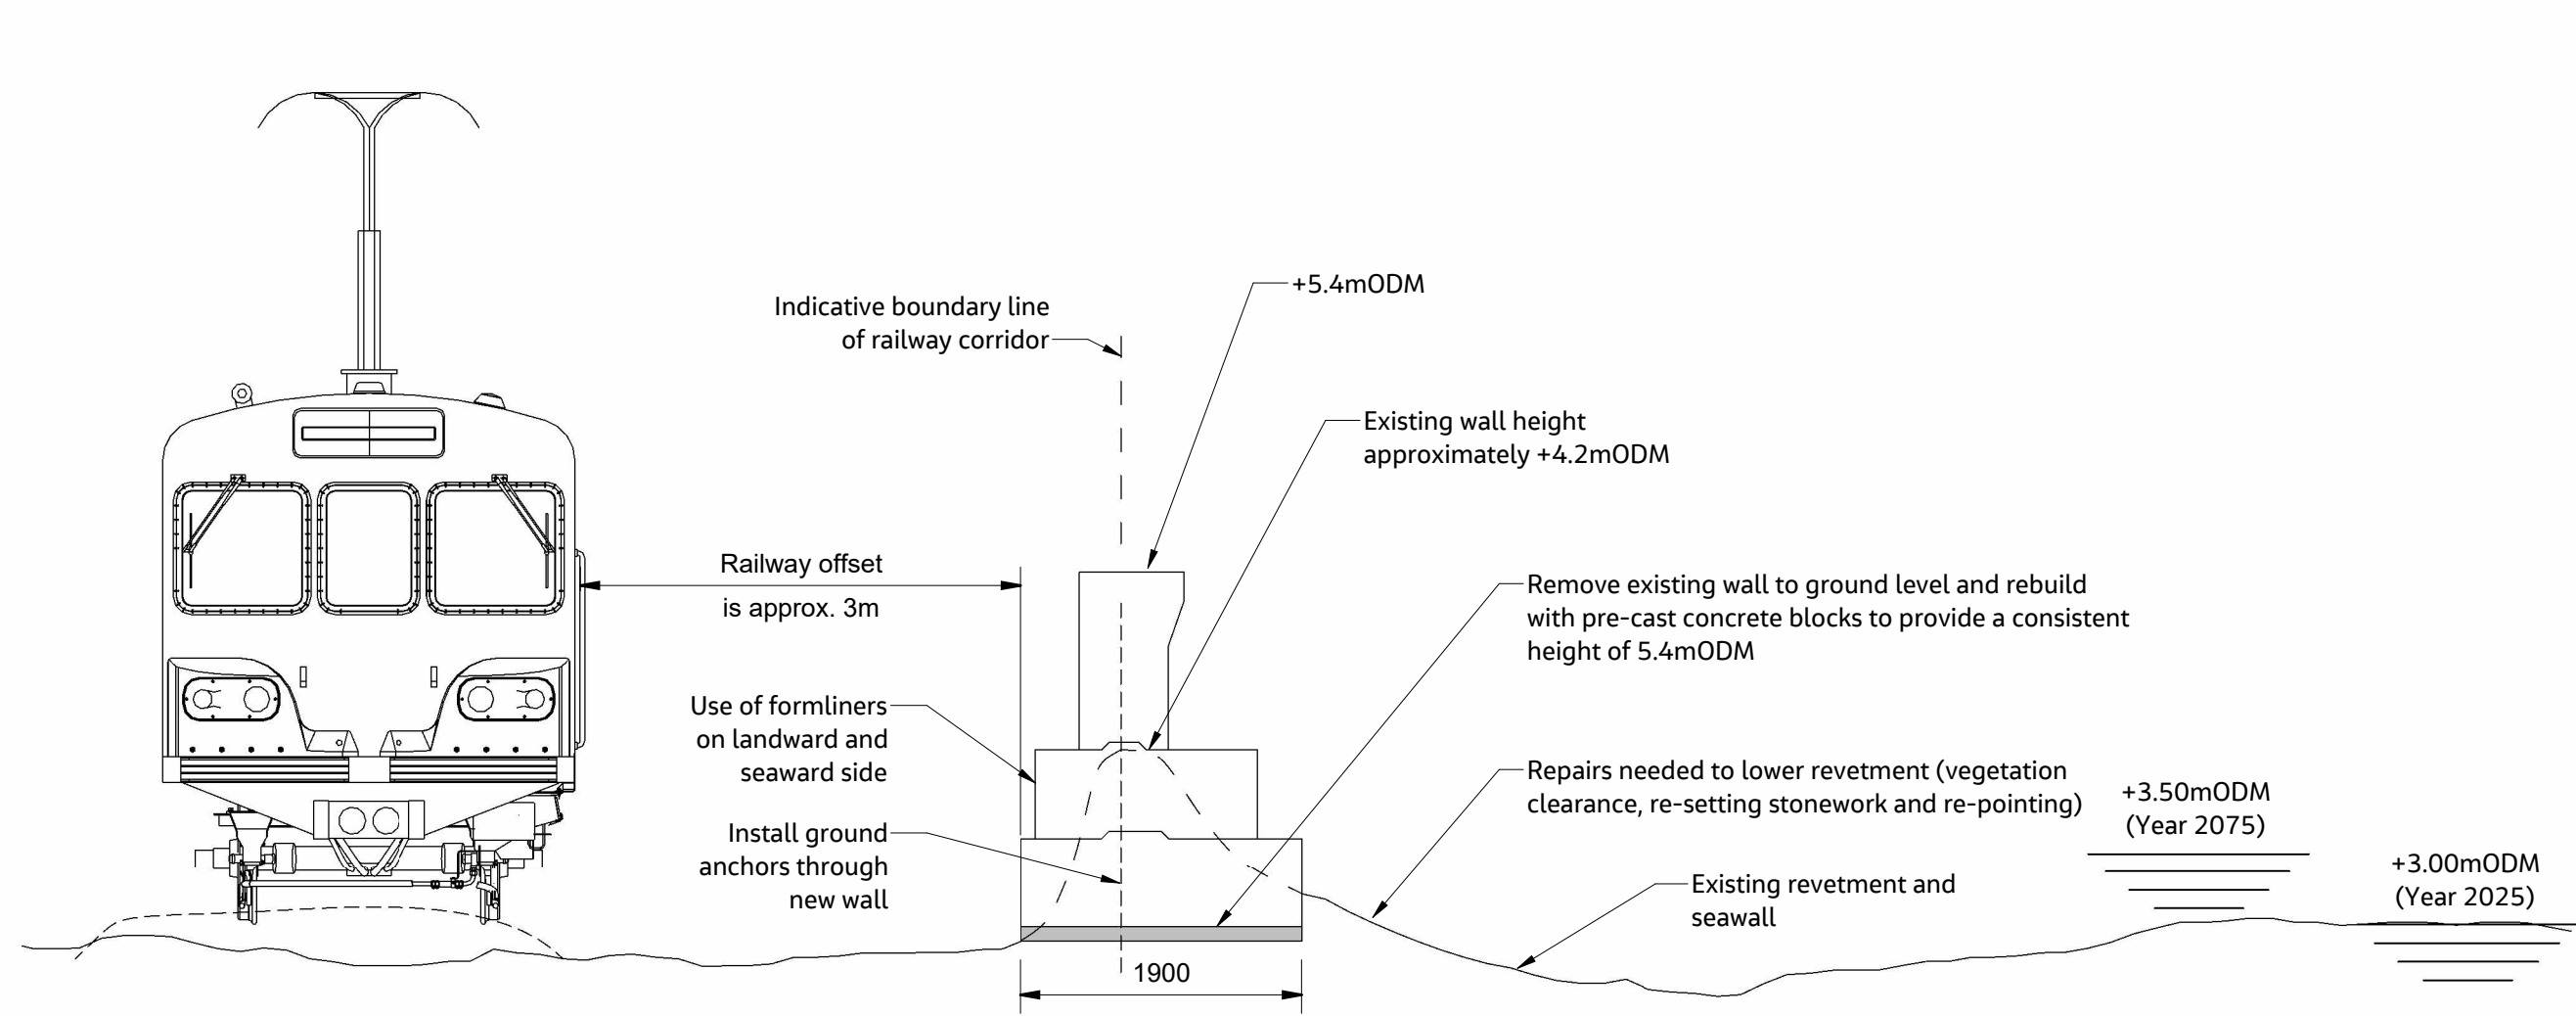 +5.4mODM
Indicative boundary line
of railway corridor
Existing wall height
approximately +4.2mODM
Railway offset
is approx. 3m
Remove existing wall to ground level and rebuild
with pre-cast concrete blocks to provide a consistent
height of 5.4mODM
Use of formliners
on landward and
seaward side
Repairs needed to lower revetment (vegetation
clearance, re-setting stonework and re-pointing)
+3.50mODM
(Year 2075)
Install ground
anchors through
new wall
+3.00mODM
(Year 2025)
Existing revetment and
seawall
1900